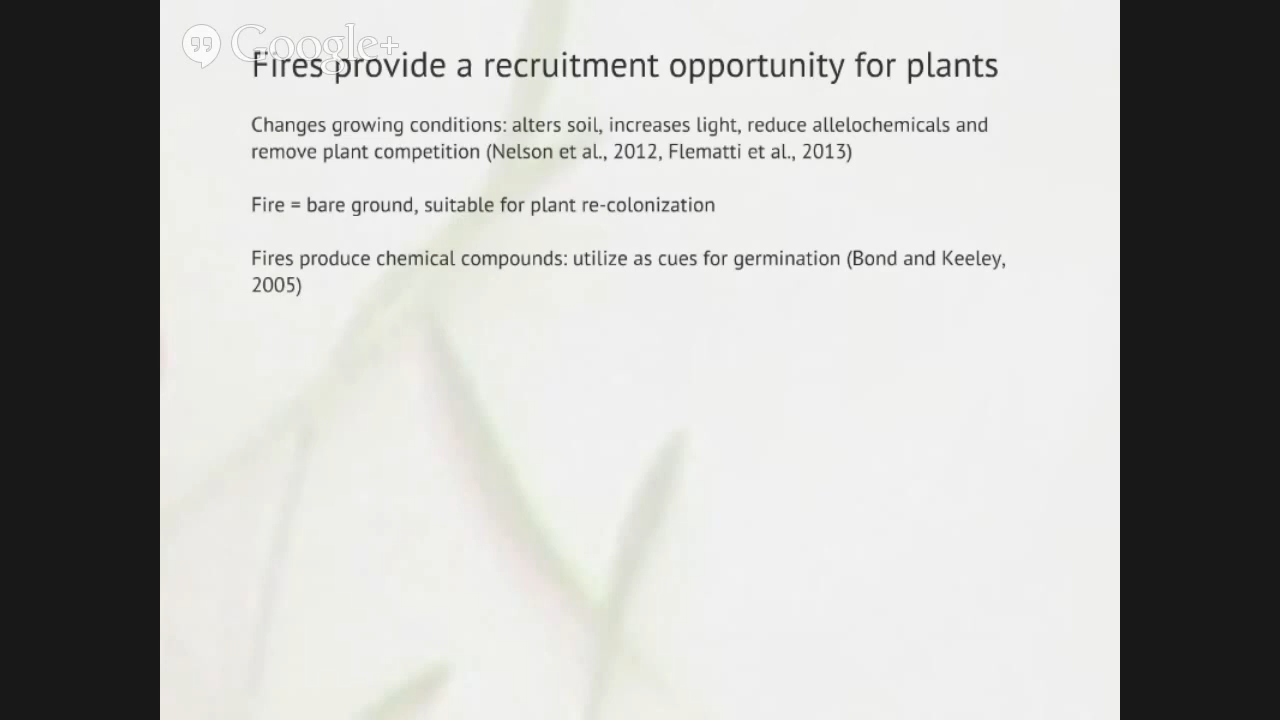 Google+
Fires provide a recruitment opportunity for plants
Changes growing conditions: alters soil, increases light, reduce allelochemicals and
remove plant competition (Nelson et al., 2012, Flematti et al., 2013)
Fire = bare ground, suitable for plant re-colonization
Fires produce chemical compounds: utilize as cues for germination (Bond and Keeley,
2005)